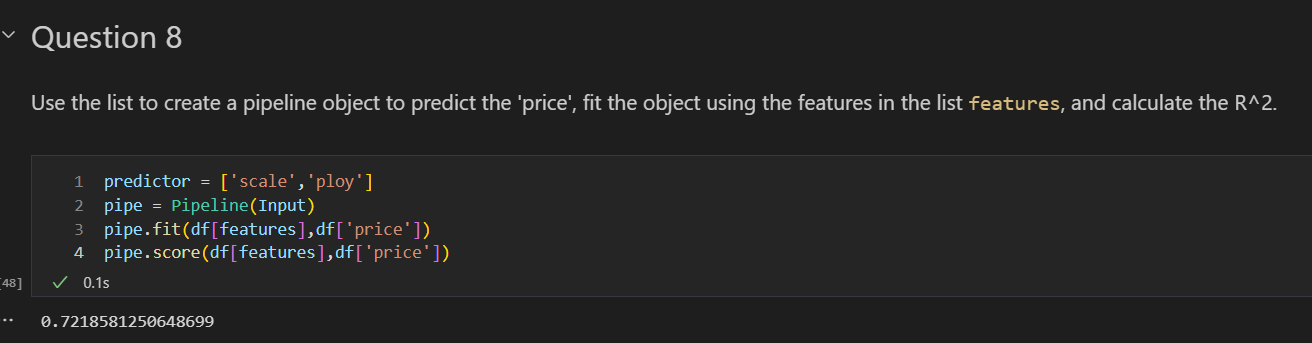 Question 8
Use the list to create a pipeline object to predict the 'price', fit the object using the features in the list features, and calculate the R^2.
1 predictor = ['scale','ploy']
2 pipe = Pipeline(Input)
3 pipe.fit(df[features],df['price'])
4 pipe.score(df[features],df['price'])
48] ✓ 0.1s
0.7218581250648699